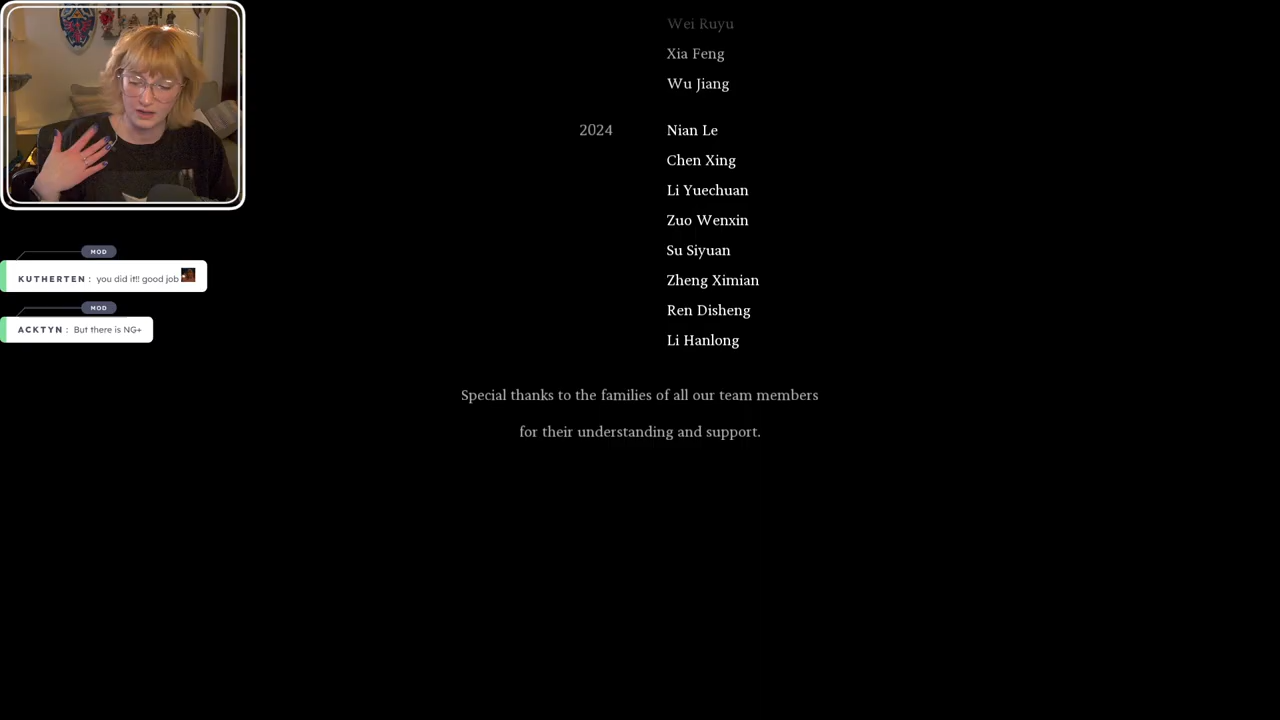 Wei Ruyu
Xia Feng
Wu Jiang
2024 Nian Le
Chen Xing
Li Yuechuan
Zuo Wenxin
Su Siyuan
Zheng Ximian
Ren Disheng
Li Hanlong
Special thanks to the families of all our team members
for their understanding and support.
MOD
KUTHERTEN : you did it!! good job
MOD
ACKTYN : But there is NG+